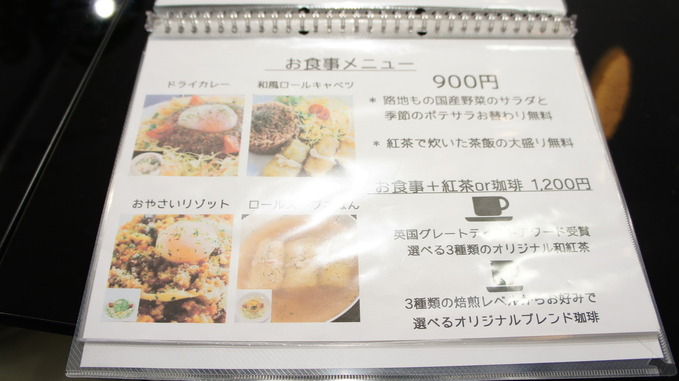 お食事メニュー
ドライカレー
和風ロールキャベツ
おやさいリゾット
900円
* 路地もの国産野菜のサラダと
季節のポテサラお替わり無料
* 紅茶で炊いた茶飯の大盛り無料
お食事＋紅茶or珈琲 1,200円
英国グレートテ
ワード受賞
選べる3種類のオリジナル和紅茶
3種類の焙煎レベルからお好みで
選べるオリジナルブレンド珈琲